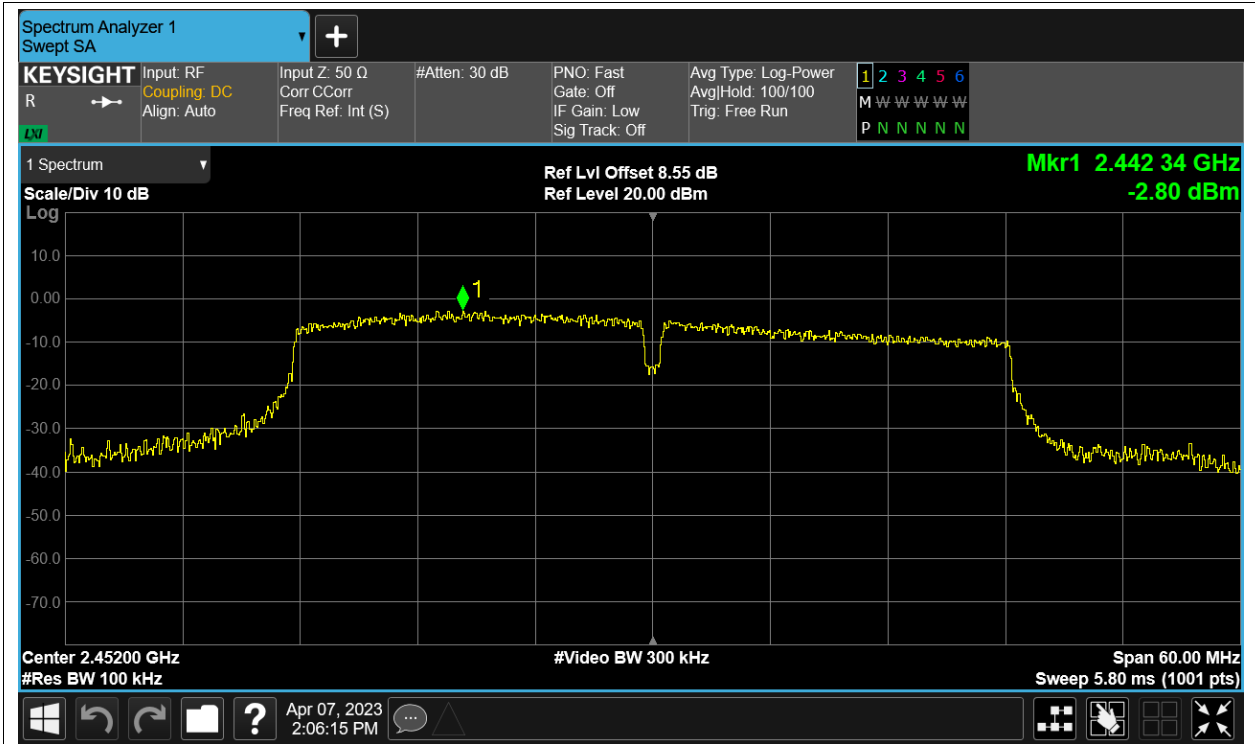 Spectrum Analyzer 1
Swept SA
KEYSIGHT
R
LXI
Input: RF
Coupling: DC
Align: Auto
Input Z: 50 Ω
Corr CCorr
Freq Ref: Int (S)
#Atten: 30 dB
PNO: Fast
Gate: Off
IF Gain: Low
Sig Track: Off
Avg Type: Log-Power
Avg|Hold: 100/100
Trig: Free Run
1 2 3 4 5 6
M W W W W W
P N N N N N
1 Spectrum
Scale/Div 10 dB
Log
Ref Lvl Offset 8.55 dB
Ref Level 20.00 dBm
Mkr1 2.442 34 GHz
-2.80 dBm
10.0
0.00
-10.0
-20.0
-30.0
-40.0
-50.0
-60.0
-70.0
1
Center 2.45200 GHz
#Res BW 100 kHz
#Video BW 300 kHz
Span 60.00 MHz
Sweep 5.80 ms (1001 pts)
?
Apr 07, 2023
2:06:15 PM